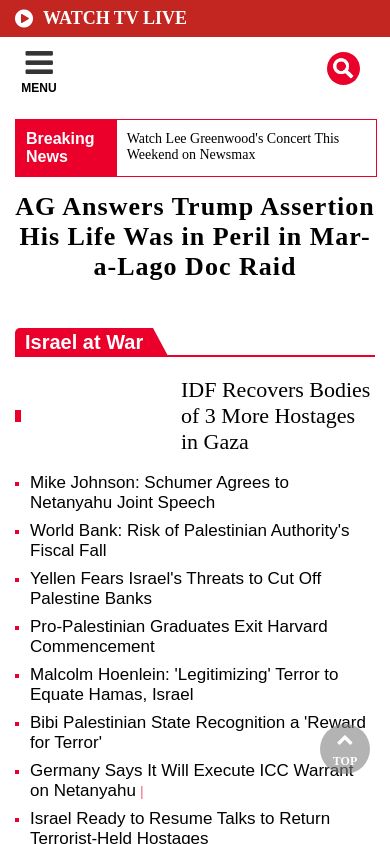 WATCH TV LIVE
MENU
Breaking
News
Watch Lee Greenwood's Concert This
Weekend on Newsmax
AG Answers Trump Assertion
His Life Was in Peril in Mar-
a-Lago Doc Raid
Israel at War
IDF Recovers Bodies
of 3 More Hostages
in Gaza
Mike Johnson: Schumer Agrees to
Netanyahu Joint Speech
World Bank: Risk of Palestinian Authority's
Fiscal Fall
Yellen Fears Israel's Threats to Cut Off
Palestine Banks
Pro-Palestinian Graduates Exit Harvard
Commencement
Malcolm Hoenlein: 'Legitimizing' Terror to
Equate Hamas, Israel
Bibi Palestinian State Recognition a 'Reward
for Terror'
Germany Says It Will Execute ICC Warrant
on Netanyahu |
TOP
Israel Ready to Resume Talks to Return
Terrorist-Held Hostages